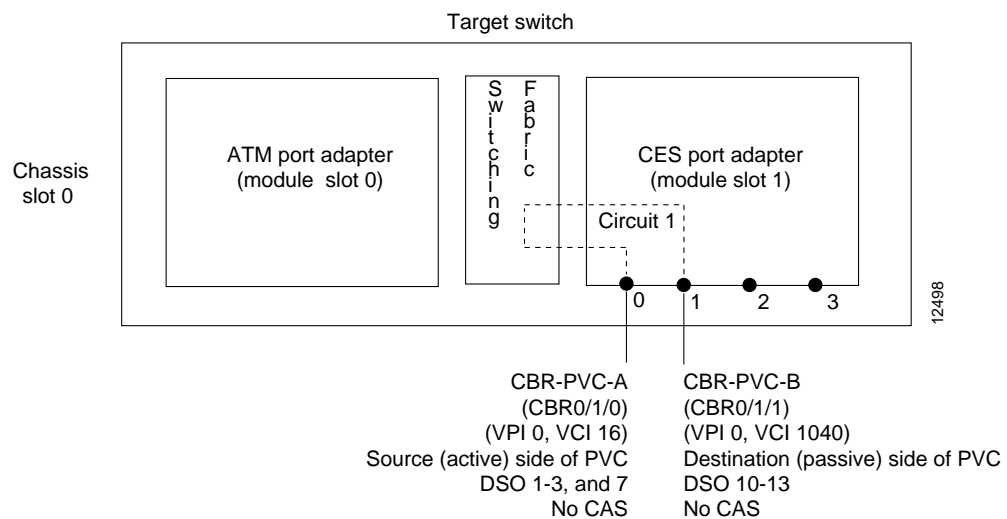 Target switch
Chassis
slot 0
ATM port adapter
(module slot 0)
Switching
Fabric
CES port adapter
(module slot 1)
Circuit 1
0
1
2
3
12498
CBR-PVC-A
(CBR0/1/0)
(VPI 0, VCI 16)
Source (active) side of PVC
DSO 1-3, and 7
No CAS
CBR-PVC-B
(CBR0/1/1)
(VPI 0, VCI 1040)
Destination (passive) side of PVC
DSO 10-13
No CAS